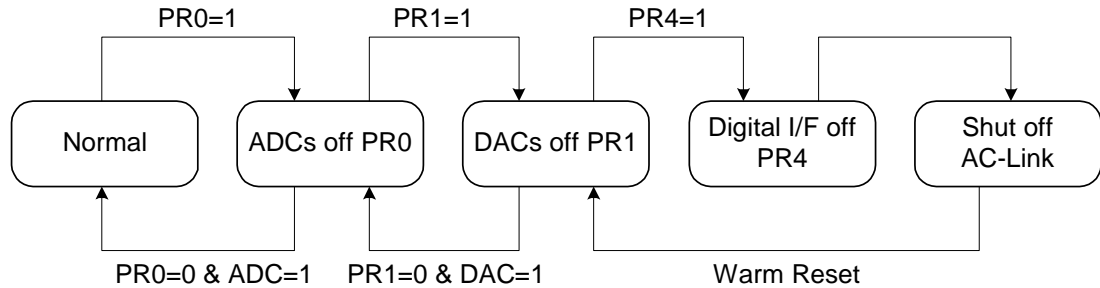 PR0=1
PR1=1
PR4=1
Normal
ADCs off PR0
DACs off PR1
Digital I/F off
PR4
Shut off
AC-Link
PR0=0 & ADC=1
PR1=0 & DAC=1
Warm Reset